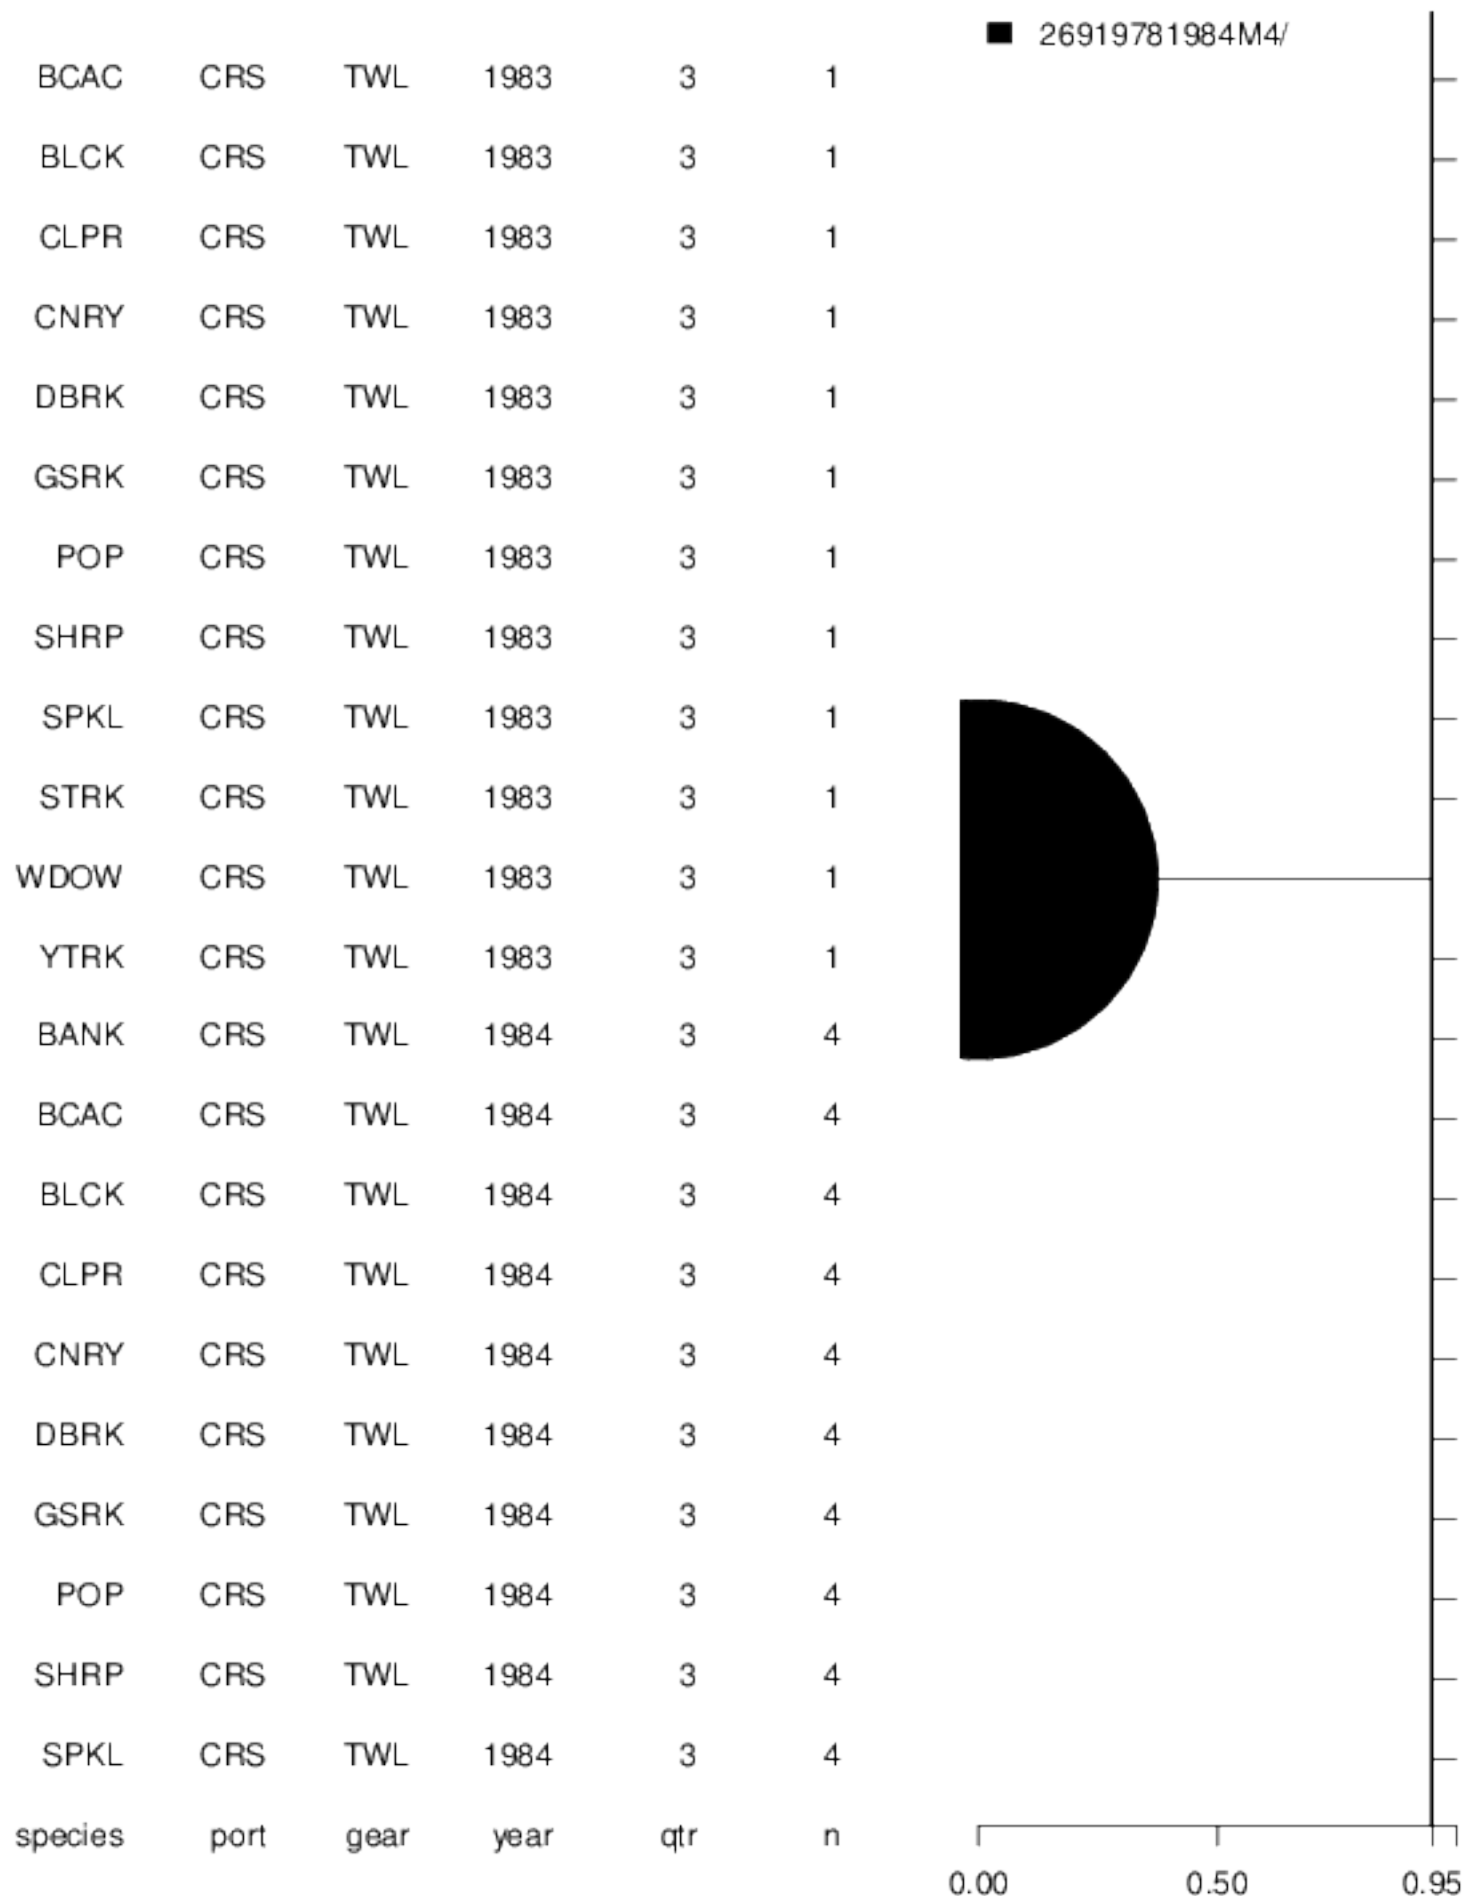 26919781984M4/
BCAC CRS TWL 1983 3 1
BLCK CRS TWL 1983 3 1
CLPR CRS TWL 1983 3 1
CNRY CRS TWL 1983 3 1
DBRK CRS TWL 1983 3 1
GSRK CRS TWL 1983 3 1
POP CRS TWL 1983 3 1
SHRP CRS TWL 1983 3 1
SPKL CRS TWL 1983 3 1
STRK CRS TWL 1983 3 1
WDOW CRS TWL 1983 3 1
YTRK CRS TWL 1983 3 1
BANK CRS TWL 1984 3 4
BCAC CRS TWL 1984 3 4
BLCK CRS TWL 1984 3 4
CLPR CRS TWL 1984 3 4
CNRY CRS TWL 1984 3 4
DBRK CRS TWL 1984 3 4
GSRK CRS TWL 1984 3 4
POP CRS TWL 1984 3 4
SHRP CRS TWL 1984 3 4
SPKL CRS TWL 1984 3 4
species port gear year qtr n
0.00 0.50 0.95